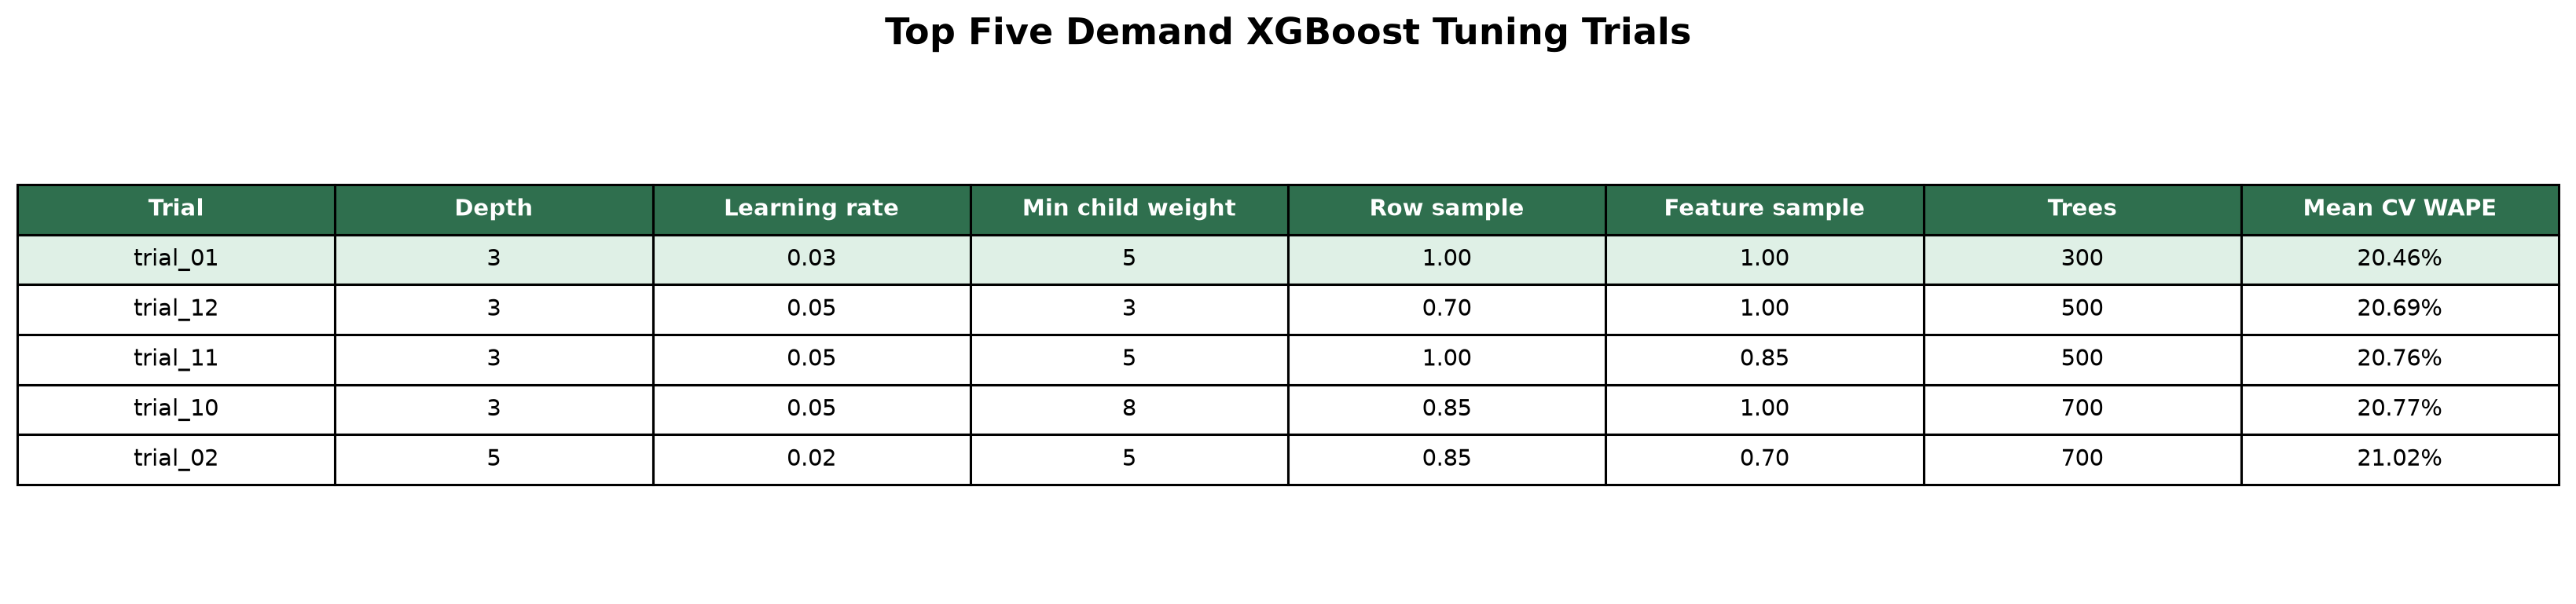 Top Five Demand XGBoost Tuning Trials
Trial Depth Learning rate Min child weight Row sample Feature sample Trees Mean CV WAPE
trial_01 3 0.03 5 1.00 1.00 300 20.46%
trial_12 3 0.05 3 0.70 1.00 500 20.69%
trial_11 3 0.05 5 1.00 0.85 500 20.76%
trial_10 3 0.05 8 0.85 1.00 700 20.77%
trial_02 5 0.02 5 0.85 0.70 700 21.02%